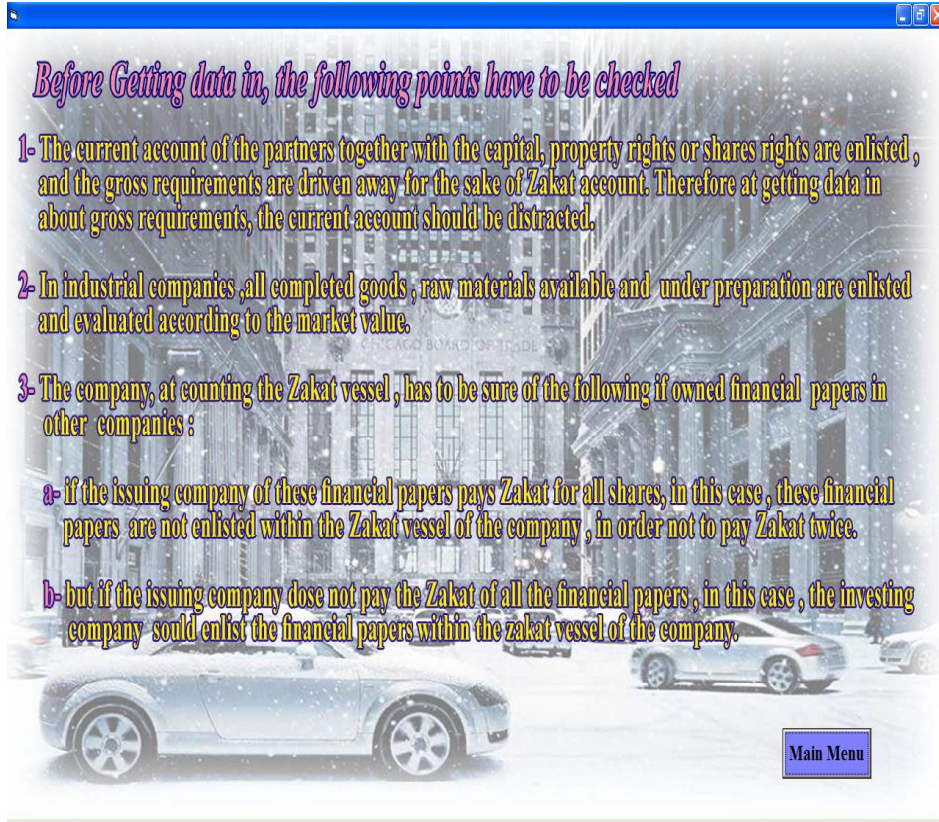 Before Getting data in, the following points have to be checked
1- The current account of the partners together with the capital, property rights or shares rights are enlisted ,
and the gross requirements are driven away for the sake of Zakat account. Therefore at getting data in
about gross requirements, the current account should be distracted.
2- In industrial companies ,all completed goods , raw materials available and under preparation are enlisted
and evaluated according to the market value.
CHICAGO BOARD OF TRADE
3- The company, at counting the Zakat vessel , has to be sure of the following if owned financial papers in
other companies :
a- if the issuing company of these financial papers pays Zakat for all shares, in this case , these financial
papers are not enlisted within the Zakat vessel of the company , in order not to pay Zakat twice.
b- but if the issuing company dose not pay the Zakat of all the financial papers , in this case , the investing
company sould enlist the financial papers within the zakat vessel of the company.
Main Menu